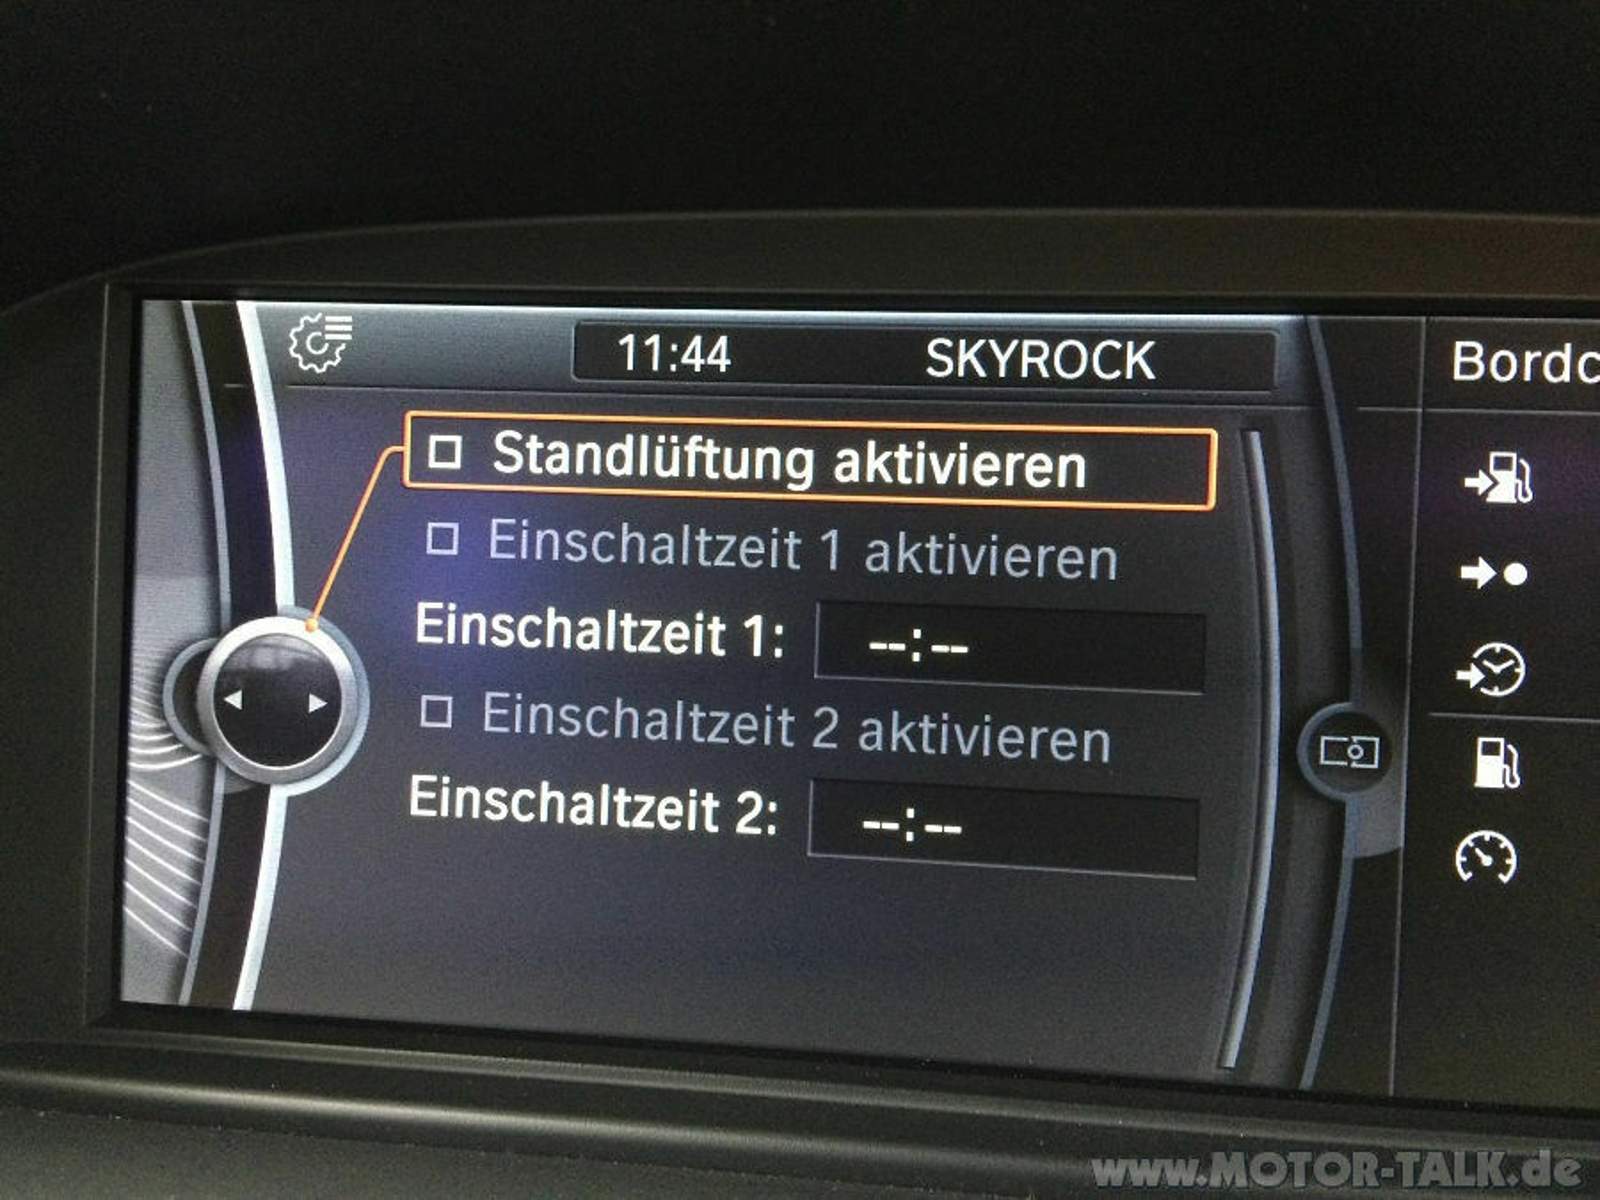 11:44 SKYROCK
Bordc
Standlüftung aktivieren
Einschaltzeit 1 aktivieren
Einschaltzeit 1: --:--
Einschaltzeit 2 aktivieren
Einschaltzeit 2: --:--
www.MOTOR-TALK.de